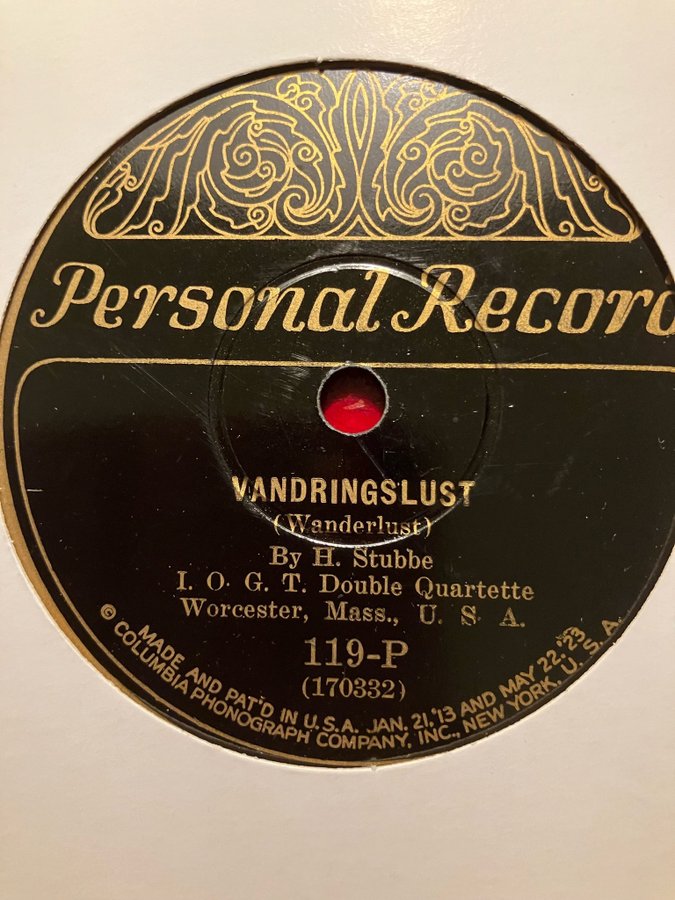 Personal Record
VANDRINGSLUST
(Wanderlust)
By H. Stubbe
I. O. G. T. Double Quartette
Worcester, Mass., U. S. A.
119-P
(170332)
MADE AND PAT'D IN U.S.A. JAN. 21, '13 AND MAY 22, '23
© COLUMBIA PHONOGRAPH COMPANY, INC., NEW YORK, U. S. A.